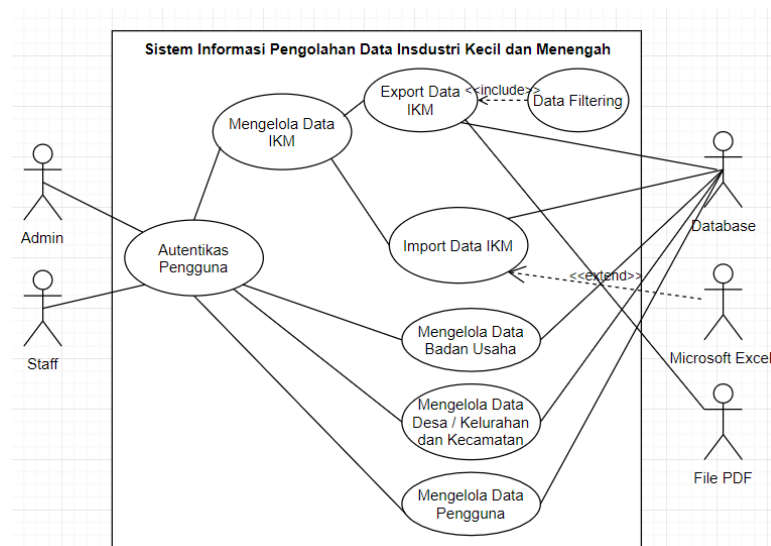 Sistem Informasi Pengolahan Data Insdustri Kecil dan Menengah
Export Data
IKM
<<include>>
Data Filtering
Mengelola Data
IKM
Admin
Database
Autentikas
Pengguna
Import Data IKM
<<extend>>
Staff
Mengelola Data
Badan Usaha
Microsoft Excel
Mengelola Data
Desa / Kelurahan
dan Kecamatan
File PDF
Mengelola Data
Pengguna